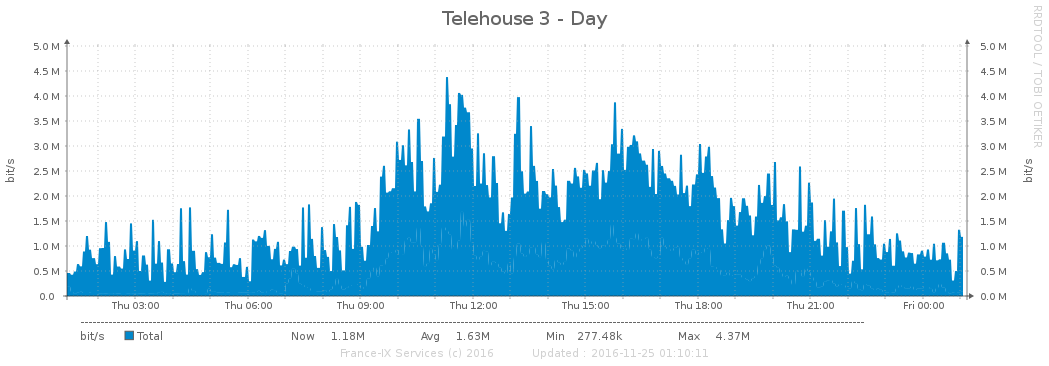 Telehouse 3 - Day
RRDTOOL / TOBI OETIKER
bit/s
5.0 M 5.0 M
4.5 M 4.5 M
4.0 M 4.0 M
3.5 M 3.5 M
3.0 M 3.0 M
2.5 M 2.5 M
2.0 M 2.0 M
1.5 M 1.5 M
1.0 M 1.0 M
0.5 M 0.5 M
0.0 0.0 M
bit/s
Thu 03:00 Thu 06:00 Thu 09:00 Thu 12:00 Thu 15:00 Thu 18:00 Thu 21:00 Fri 00:00
bit/s Total Now 1.18M Avg 1.63M Min 277.48k Max 4.37M
France-IX Services (c) 2016 Updated : 2016-11-25 01:10:11